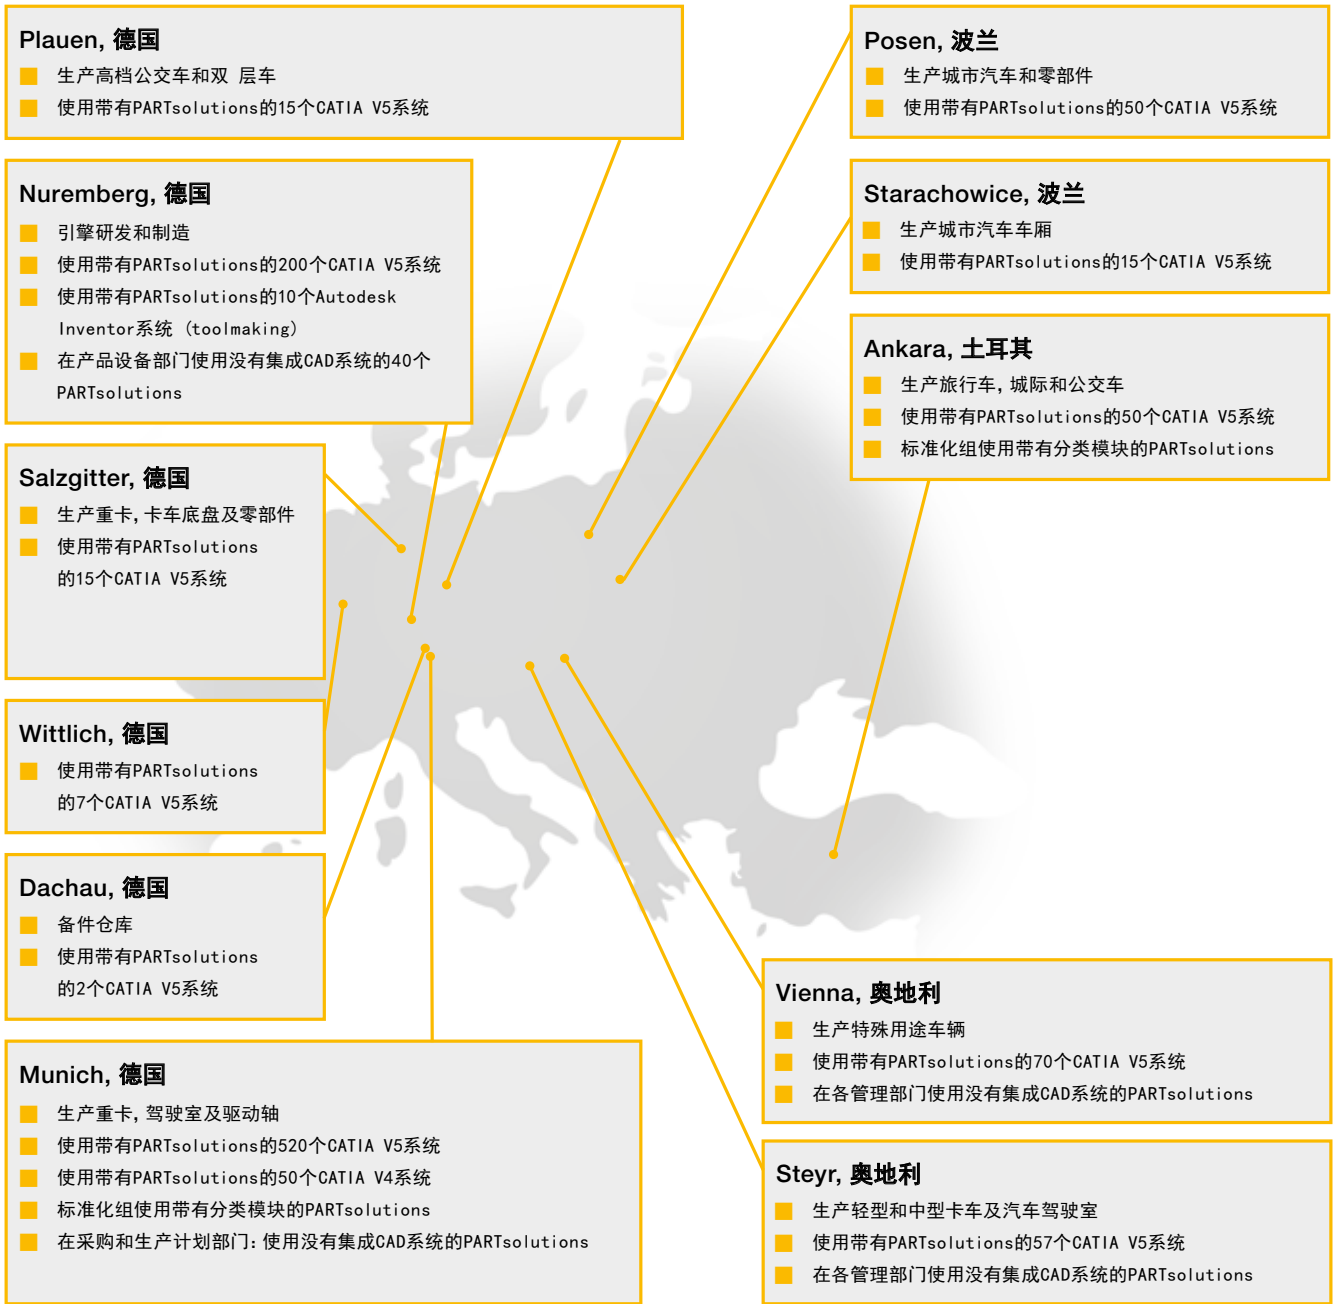 Plauen, 德国
生产高档公交车和双 层车
使用带有PARTsolutions的15个CATIA V5系统
Nuremberg, 德国
引擎研发和制造
使用带有PARTsolutions的200个CATIA V5系统
使用带有PARTsolutions的10个Autodesk
Inventor系统 (toolmaking)
在产品设备部门使用没有集成CAD系统的40个
PARTsolutions
Salzgitter, 德国
生产重卡, 卡车底盘及零部件
使用带有PARTsolutions
的15个CATIA V5系统
Wittlich, 德国
使用带有PARTsolutions
的7个CATIA V5系统
Dachau, 德国
备件仓库
使用带有PARTsolutions
的2个CATIA V5系统
Munich, 德国
生产重卡, 驾驶室及驱动轴
使用带有PARTsolutions的520个CATIA V5系统
使用带有PARTsolutions的50个CATIA V4系统
标准化组使用带有分类模块的PARTsolutions
在采购和生产计划部门: 使用没有集成CAD系统的PARTsolutions
Posen, 波兰
生产城市汽车和零部件
使用带有PARTsolutions的50个CATIA V5系统
Starachowice, 波兰
生产城市汽车车厢
使用带有PARTsolutions的15个CATIA V5系统
Ankara, 土耳其
生产旅行车, 城际和公交车
使用带有PARTsolutions的50个CATIA V5系统
标准化组使用带有分类模块的PARTsolutions
Vienna, 奥地利
生产特殊用途车辆
使用带有PARTsolutions的70个CATIA V5系统
在各管理部门使用没有集成CAD系统的PARTsolutions
Steyr, 奥地利
生产轻型和中型卡车及汽车驾驶室
使用带有PARTsolutions的57个CATIA V5系统
在各管理部门使用没有集成CAD系统的PARTsolutions